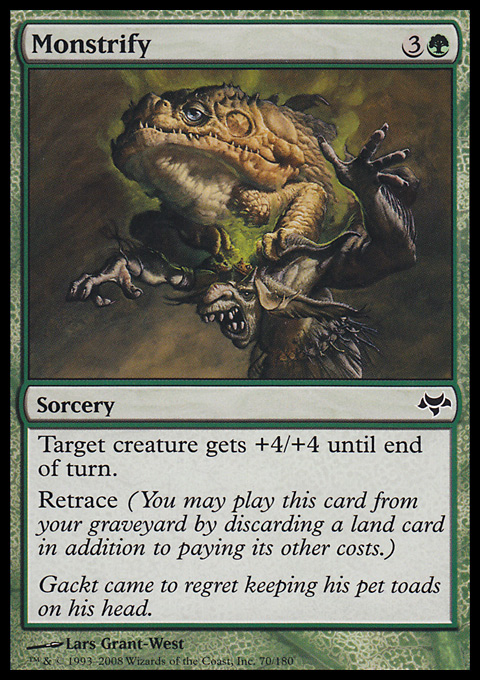 Monstrify 3
Sorcery
Target creature gets +4/+4 until end
of turn.
Retrace (You may play this card from
your graveyard by discarding a land card
in addition to paying its other costs.)
Gackt came to regret keeping his pet toads
on his head.
Lars Grant-West
™ & © 1993–2008 Wizards of the Coast, Inc. 70/180